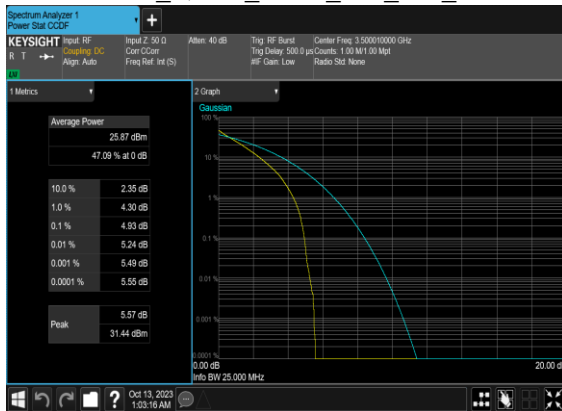 Spectrum Analyzer 1
Power Stat CCDF
KEYSIGHT
R T
Input: RF
Coupling: DC
Align: Auto
Input Z: 50 Ω
Corr CCorr
Freq Ref: Int (S)
Atten: 40 dB
Trig: RF Burst
Trig Delay: 500.0 µs
#IF Gain: Low
Center Freq: 3.500010000 GHz
Counts: 1.00 M/1.00 Mpt
Radio Std: None
1 Metrics
Average Power
25.87 dBm
47.09 % at 0 dB
10.0 % 2.35 dB
1.0 % 4.30 dB
0.1 % 4.93 dB
0.01 % 5.24 dB
0.001 % 5.49 dB
0.0001 % 5.55 dB
Peak
5.57 dB
31.44 dBm
2 Graph
Gaussian
100 %
10 %
1 %
0.1 %
0.01 %
0.001 %
0.0001 %
0.00 dB
20.00 d
Info BW 25.000 MHz
Oct 13, 2023
1:03:16 AM